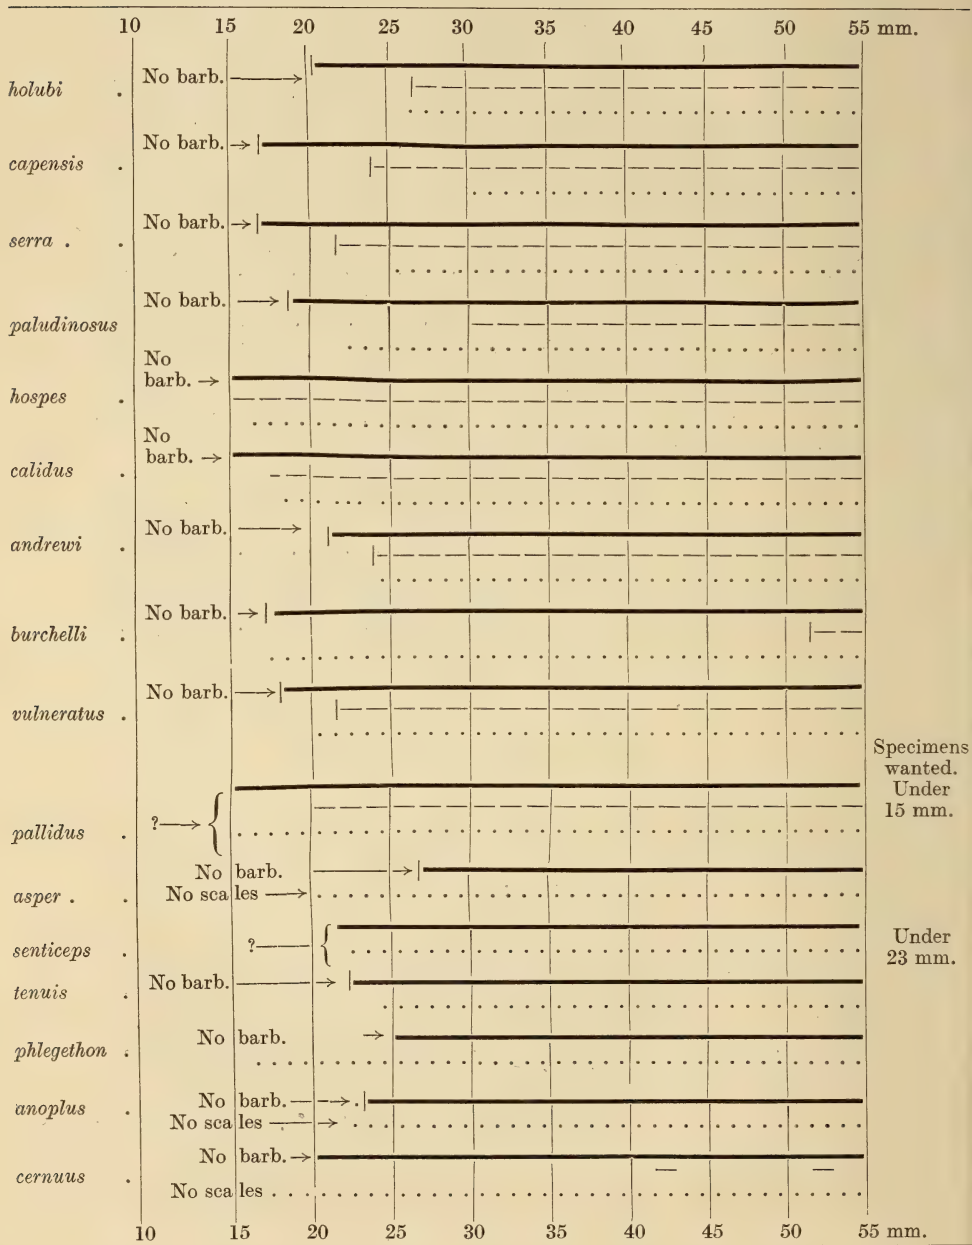 10 15 20 25 30 35 40 45 50 55 mm.
No barb.
holubi .
No barb.
capensis .
No barb.
serra . .
No barb.
paludinosus
No
barb.
hospes .
No
barb.
calidus .
No barb.
andrewi .
No barb.
burchelli .
No barb.
vulneratus .
Specimens
wanted.
Under
15 mm.
?
pallidus .
No barb.
No scales
asper . .
?
senticeps .
Under
23 mm.
No barb.
tenuis .
No barb.
phlegethon .
No barb.
anoplus .
No scales
No barb.
cernuus .
No scales
10 15 20 25 30 35 40 45 50 55 mm.